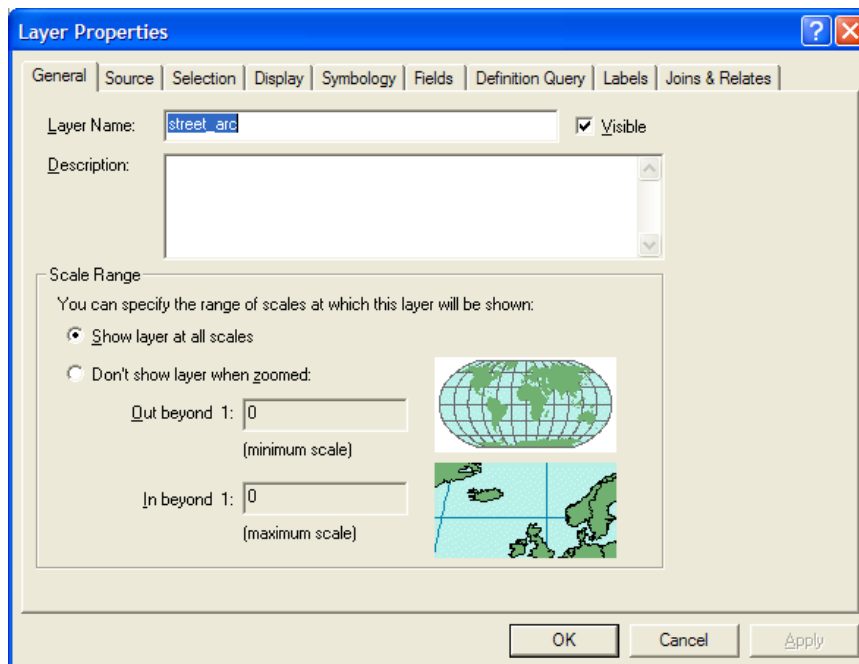 Layer Properties
General Source Selection Display Symbology Fields Definition Query Labels Joins & Relates
Layer Name: street_arc Visible
Description:
Scale Range
You can specify the range of scales at which this layer will be shown:
Show layer at all scales
Don't show layer when zoomed:
Out beyond 1: 0
(minimum scale)
In beyond 1: 0
(maximum scale)
OK Cancel Apply